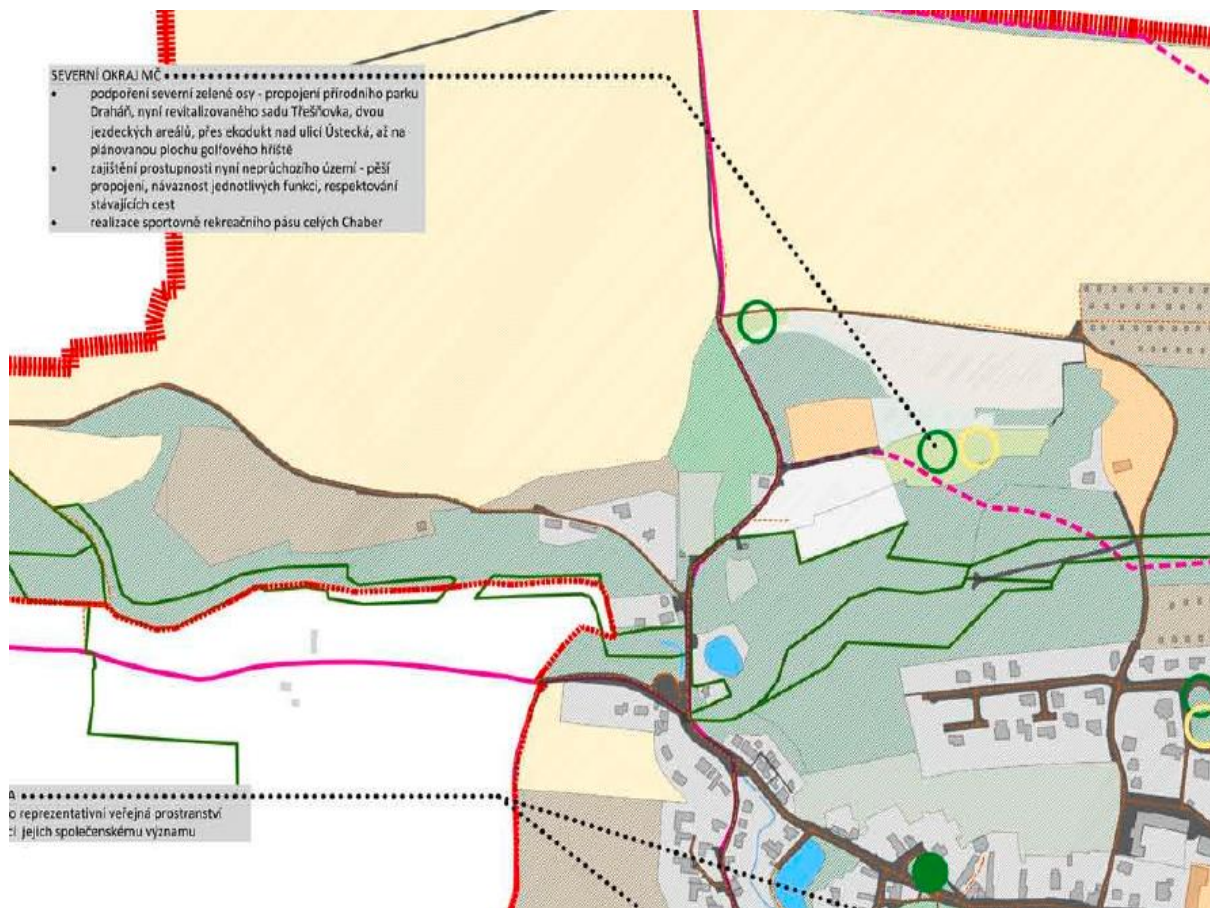 SEVERNÍ OKRAJ MČ
• podpoření severní zelené osy - propojení přírodního parku
Draháň, nyní revitalizovaného sadu Třešňovka, dvou
jezdeckých areálů, přes ekodukt nad ulicí Ústecká, až na
plánovanou plochu golfového hřiště
• zajištění prostupnosti nyní neprůchozího území - pěší
propojení, návaznost jednotlivých funkcí, respektování
stávajících cest
• realizace sportovně rekreačního pásu celých Chaber
A
o reprezentativní veřejná prostranství
cí jejich společenskému významu